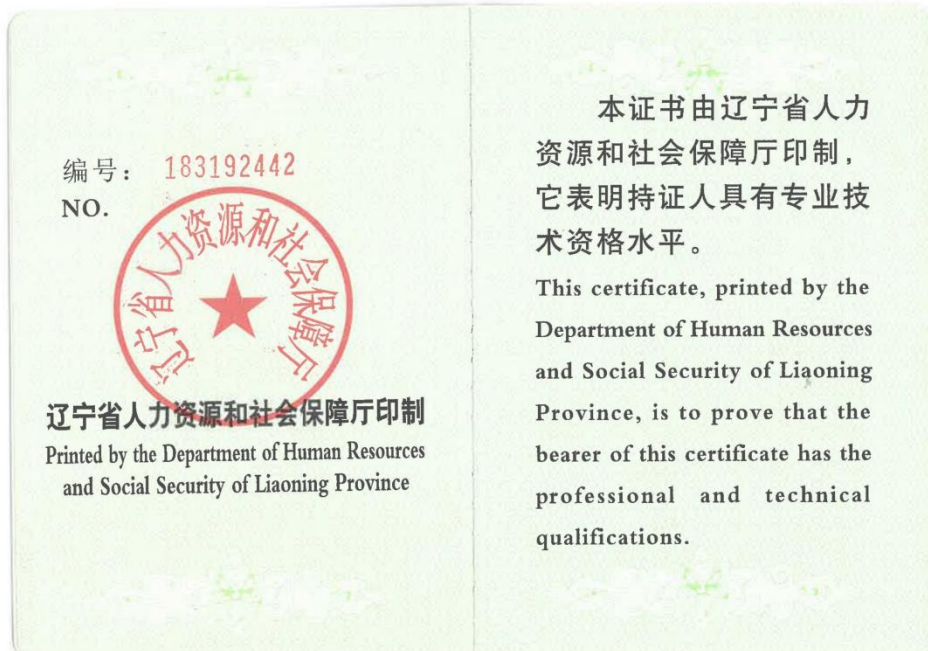 编号： 183192442
NO.
辽宁省人力资源和社会保障厅
辽宁省人力资源和社会保障厅印制
Printed by the Department of Human Resources
and Social Security of Liaoning Province
本证书由辽宁省人力
资源和社会保障厅印制，
它表明持证人具有专业技
术资格水平。
This certificate, printed by the
Department of Human Resources
and Social Security of Liaoning
Province, is to prove that the
bearer of this certificate has the
professional and technical
qualifications.